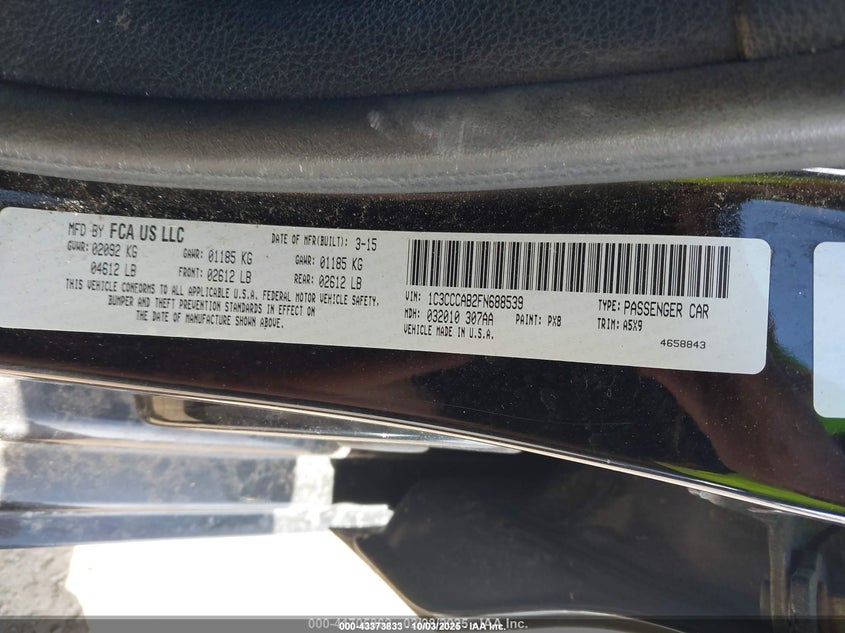 MFD BY FCA US LLC
DATE OF MFR(BUILT): 3-15
GVWR: 02092 KG GAWR: 01185 KG GAWR: 01185 KG
04612 LB FRONT: 02612 LB REAR: 02612 LB
THIS VEHICLE CONFORMS TO ALL APPLICABLE U.S.A. FEDERAL MOTOR VEHICLE SAFETY,
BUMPER AND THEFT PREVENTION STANDARDS IN EFFECT ON
THE DATE OF MANUFACTURE SHOWN ABOVE.
VIN: 1C3CCCAB2FN688539 TYPE: PASSENGER CAR
MDH: 032010 307AA PAINT: PX8 TRIM: A5X9
VEHICLE MADE IN U.S.A.
4658843
43373833 10/03/2025 IAA Inc.